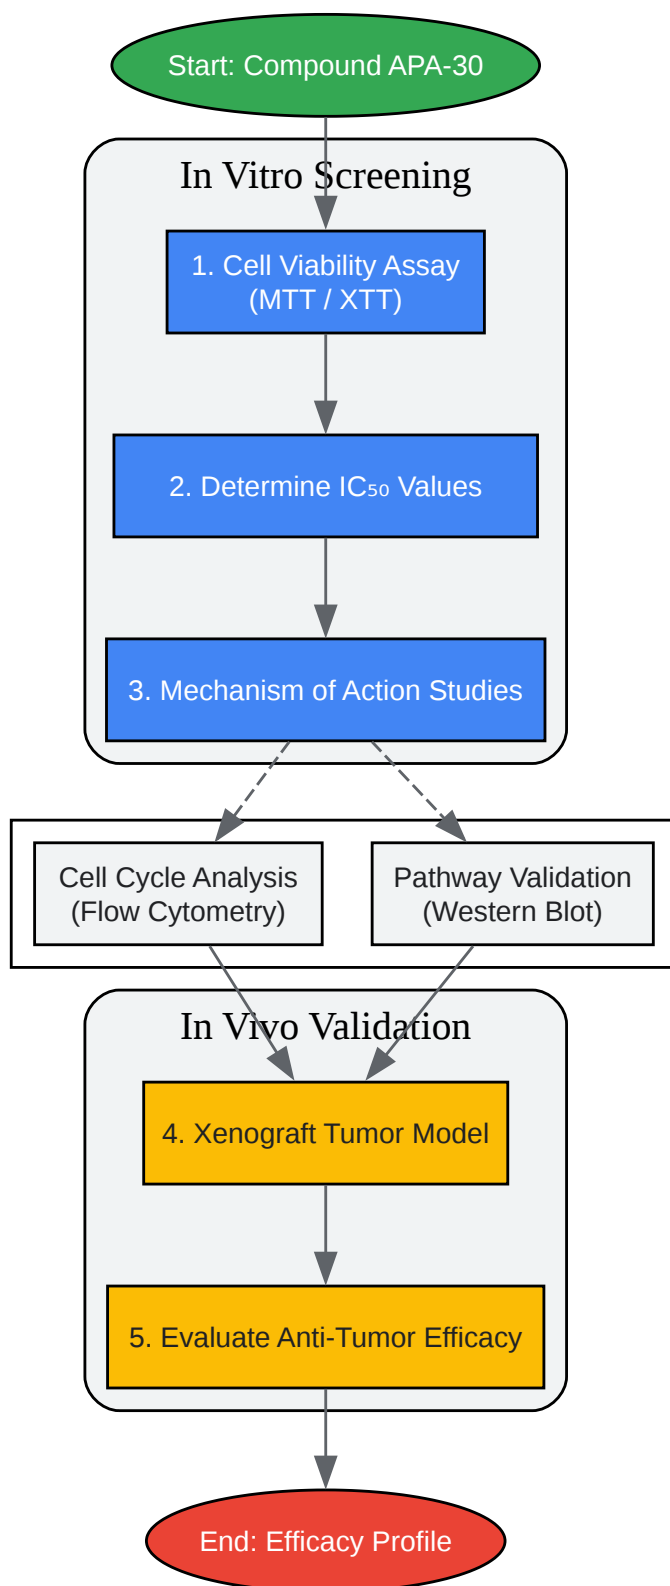 Start: Compound APA-30
In Vitro Screening
1. Cell Viability Assay
(MTT / XTT)
2. Determine IC₅₀ Values
3. Mechanism of Action Studies
Cell Cycle Analysis
(Flow Cytometry)
Pathway Validation
(Western Blot)
In Vivo Validation
4. Xenograft Tumor Model
5. Evaluate Anti-Tumor Efficacy
End: Efficacy Profile